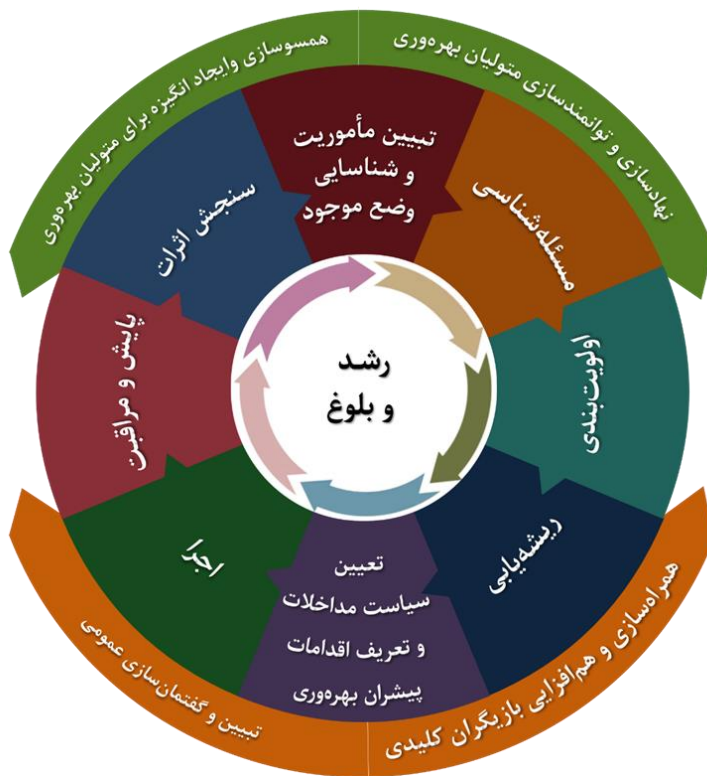 همسوسازی وایجاد انگیزه برای متولیان بهره‌وری
نهادسازی و توانمندسازی متولیان بهره‌وری
تبیین مأموریت
و شناسایی
وضع موجود
مسئله‌شناسی
اولویت‌بندی
ریشه‌یابی
تعیین
سیاست مداخلات
و تعریف اقدامات
پیشران بهره‌وری
اجرا
پایش و مراقبت
سنجش اثرات
رشد
و بلوغ
همراه‌سازی و هم‌افزایی بازیگران کلیدی
تبیین و گفتمان‌سازی عمومی